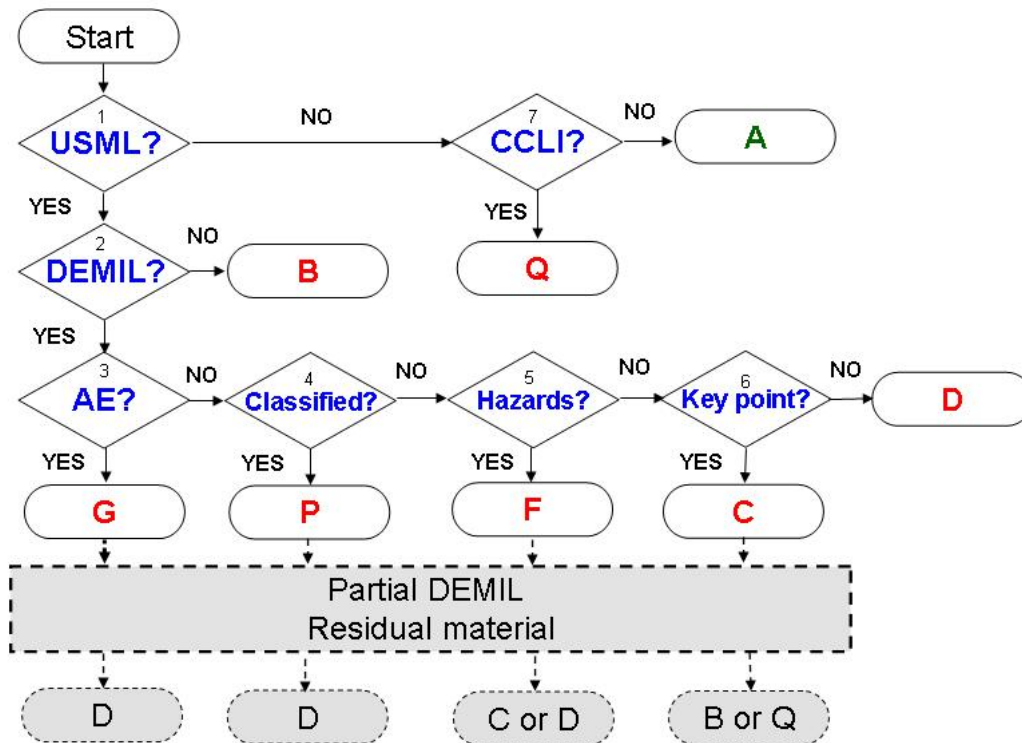 Start
1
USML?
NO
7
CCLI?
NO
A
YES
YES
2
DEMIL?
NO
B
Q
YES
3
AE?
NO
4
Classified?
NO
5
Hazards?
NO
6
Key point?
NO
D
YES
YES
YES
YES
G
P
F
C
Partial DEMIL
Residual material
D
D
C or D
B or Q